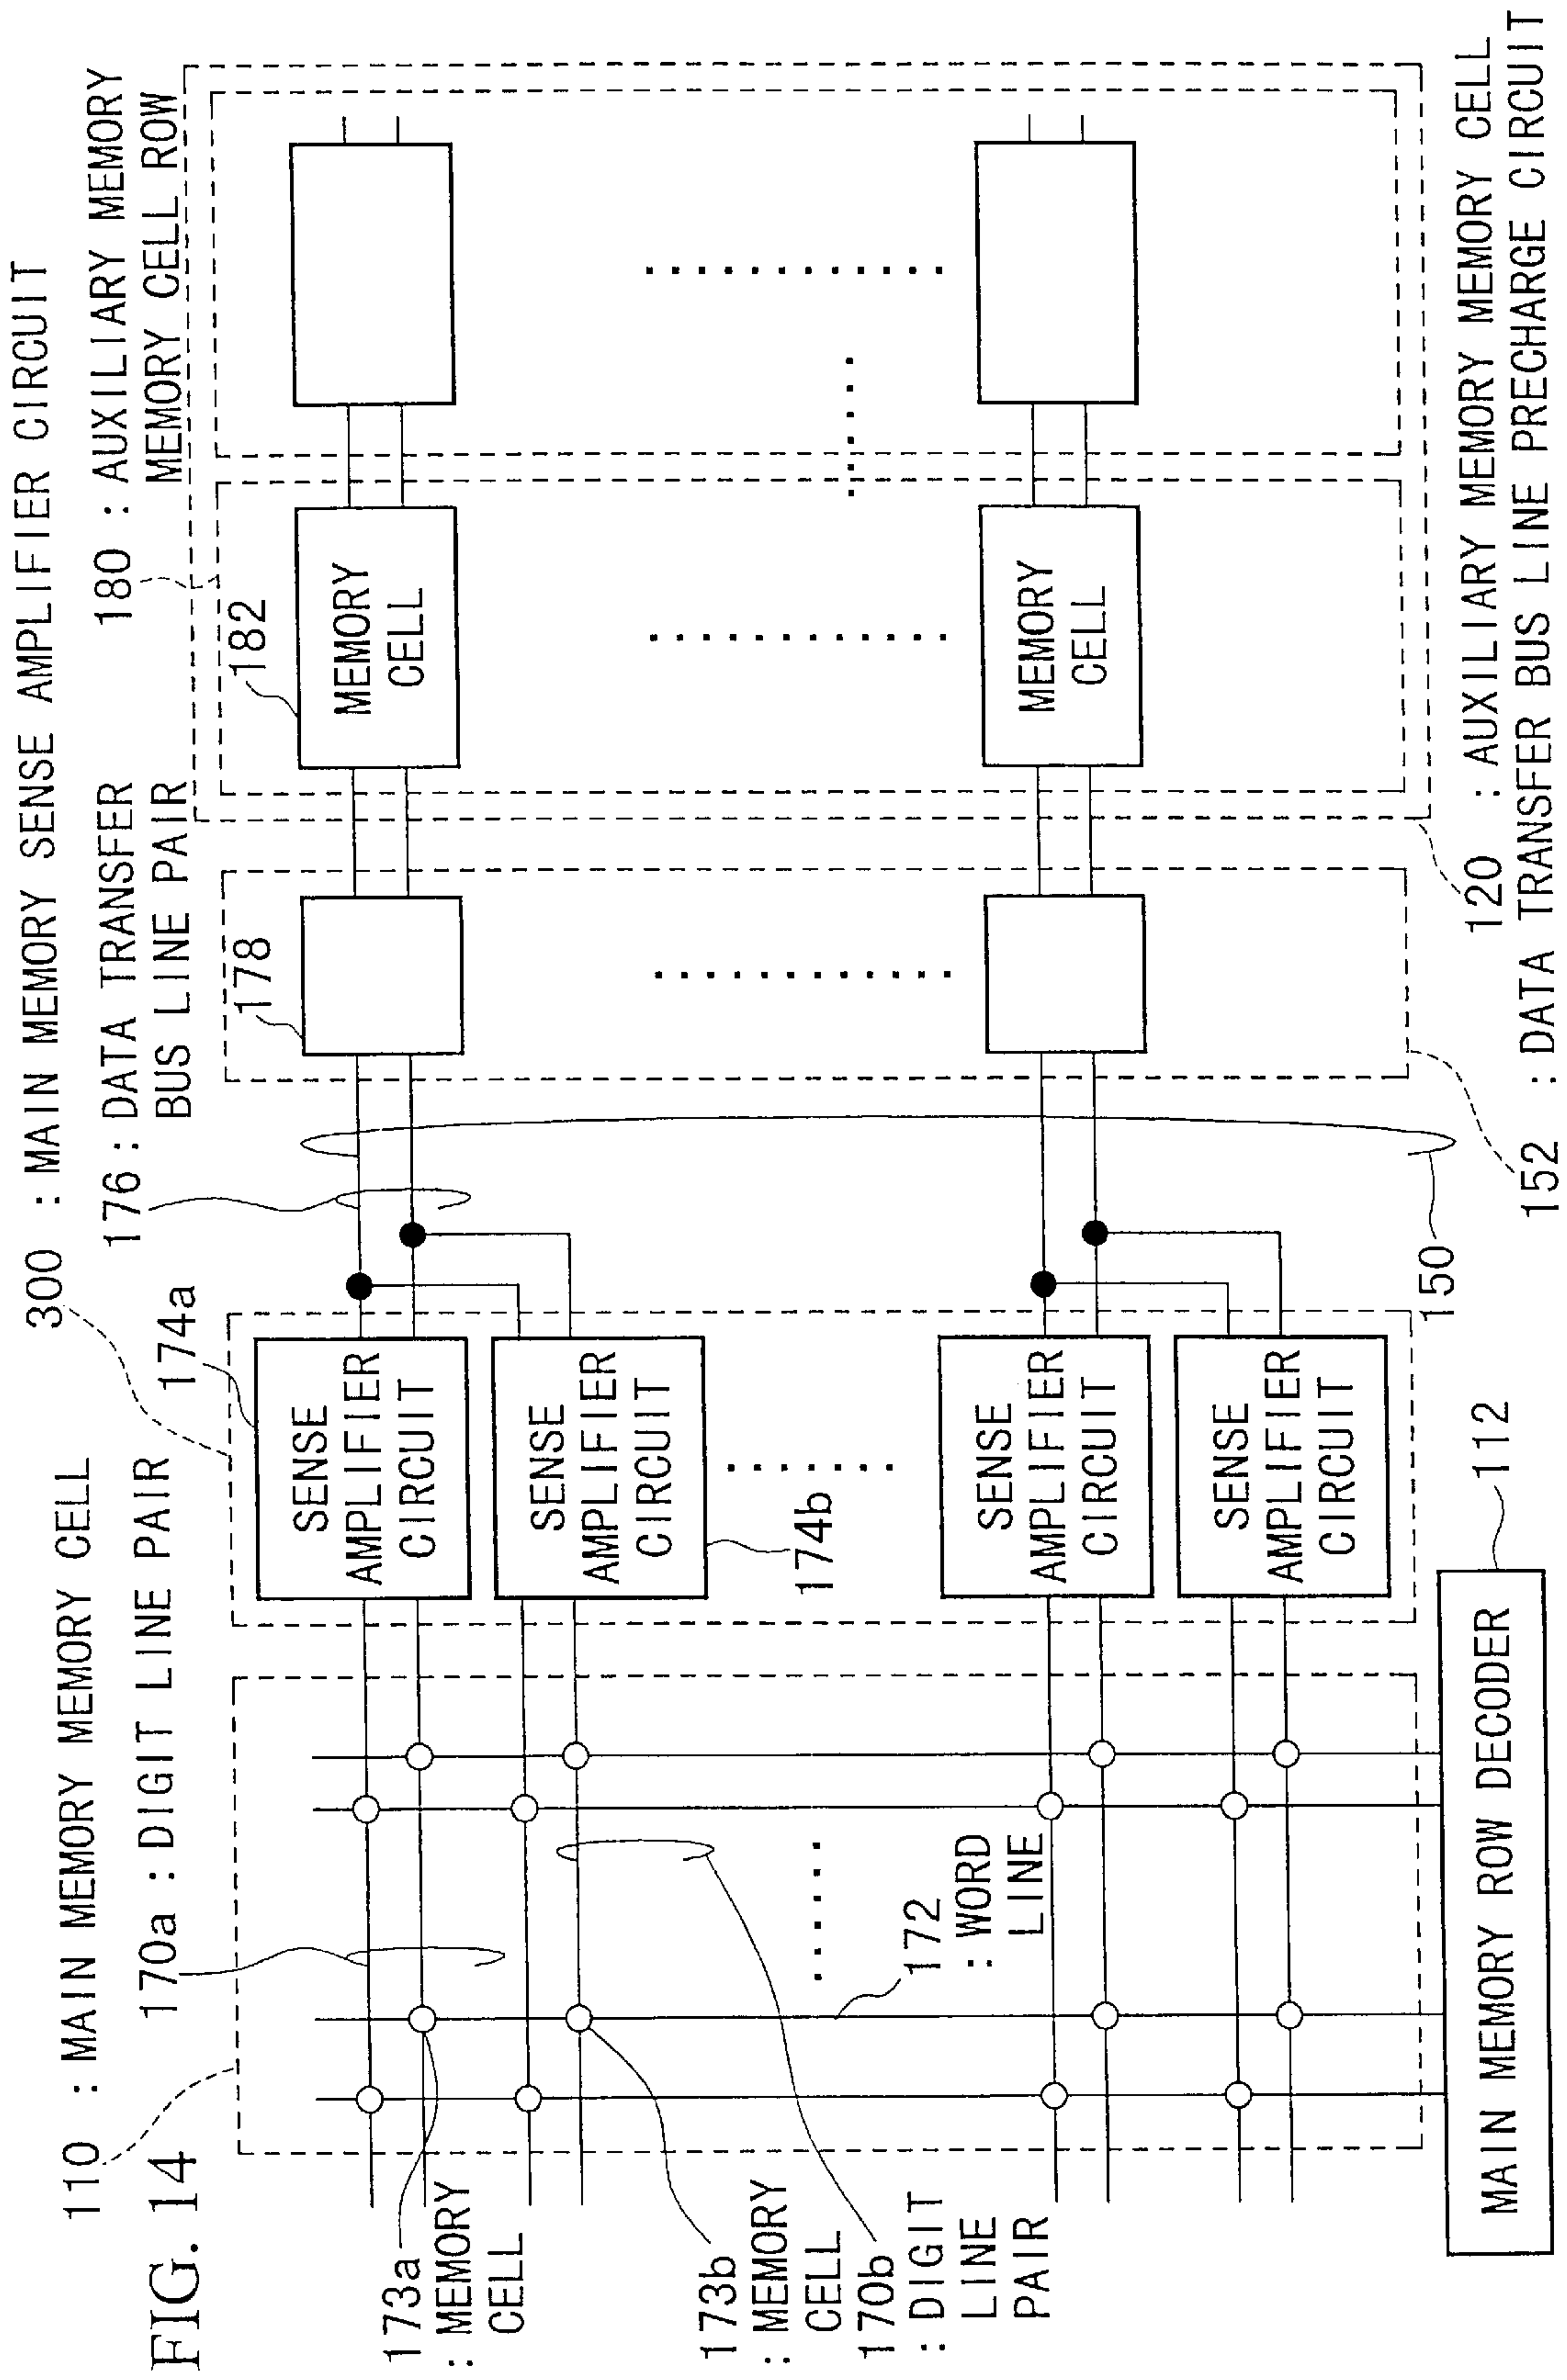 FIG. 14
110 : MAIN MEMORY MEMORY CELL
300 : MAIN MEMORY SENSE AMPLIFIER CIRCUIT
170a : DIGIT LINE PAIR
174a
176 : DATA TRANSFER
BUS LINE PAIR
180 : AUXILIARY MEMORY
MEMORY CELL ROW
178
182
SENSE
AMPLIFIER
CIRCUIT
MEMORY
CELL
SENSE
AMPLIFIER
CIRCUIT
174b
173a
: MEMORY
CELL
173b
: MEMORY
CELL
170b
: DIGIT
LINE
PAIR
172
: WORD
LINE
SENSE
AMPLIFIER
CIRCUIT
MEMORY
CELL
SENSE
AMPLIFIER
CIRCUIT
MAIN MEMORY ROW DECODER
112
150
120 : AUXILIARY MEMORY MEMORY CELL
152 : DATA TRANSFER BUS LINE PRECHARGE CIRCUIT